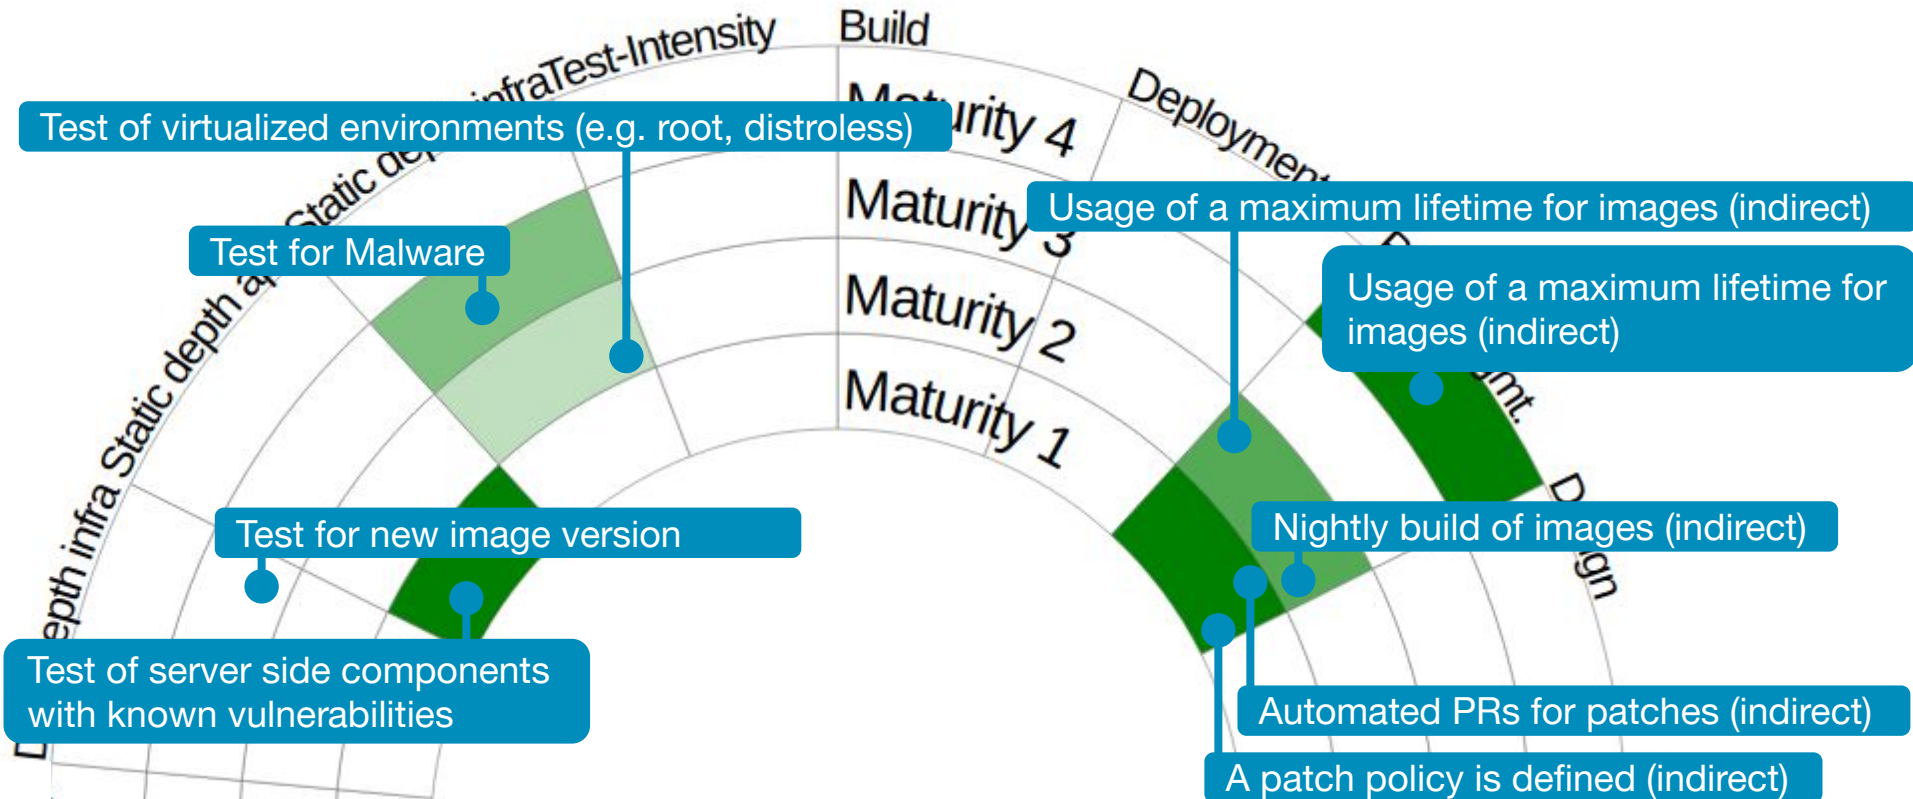 Build
Test-Intensity
infra
Static
Deployment
Maturity 4
Test of virtualized environments (e.g. root, distroless)
Maturity 3
Usage of a maximum lifetime for images (indirect)
Test for Malware
Usage of a maximum lifetime for
images (indirect)
Maturity 2
Static depth
Maturity 1
infra
Test for new image version
Nightly build of images (indirect)
Test of server side components
with known vulnerabilities
Automated PRs for patches (indirect)
A patch policy is defined (indirect)